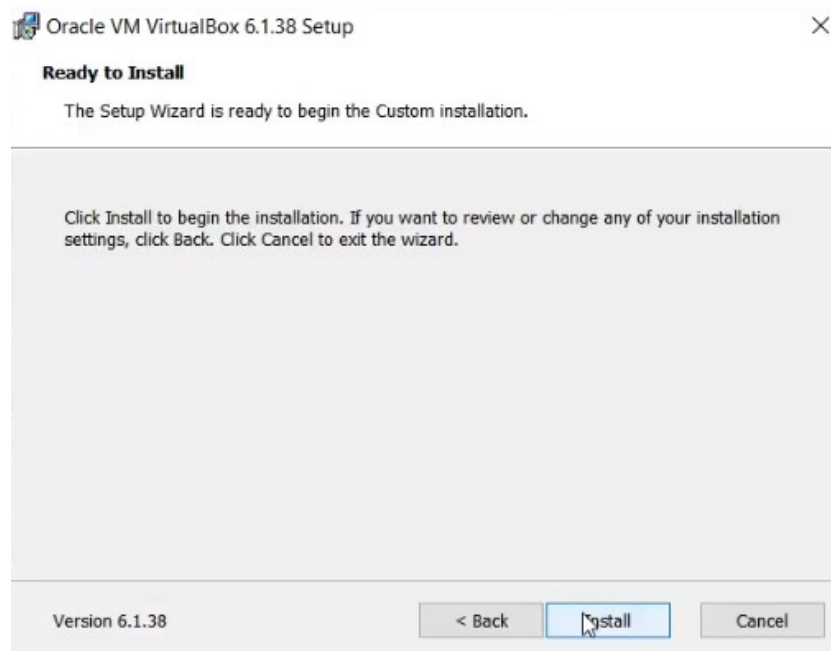 Oracle VM VirtualBox 6.1.38 Setup
Ready to Install
The Setup Wizard is ready to begin the Custom installation.
Click Install to begin the installation. If you want to review or change any of your installation
settings, click Back. Click Cancel to exit the wizard.
Version 6.1.38
< Back
Install
Cancel